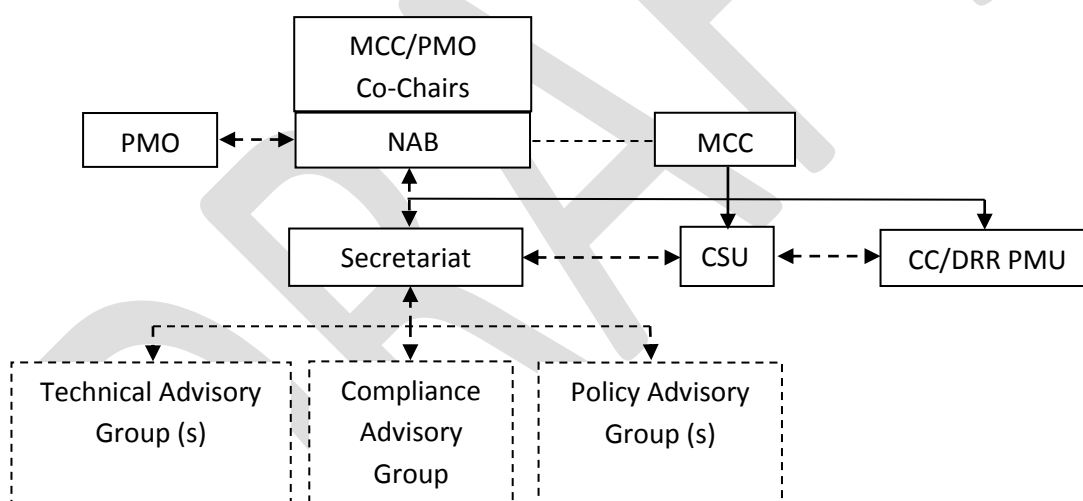 MCC/PMO
Co-Chairs
PMO
NAB
MCC
Secretariat
CSU
CC/DRR PMU
Technical Advisory
Group (s)
Compliance
Advisory
Group
Policy Advisory
Group (s)